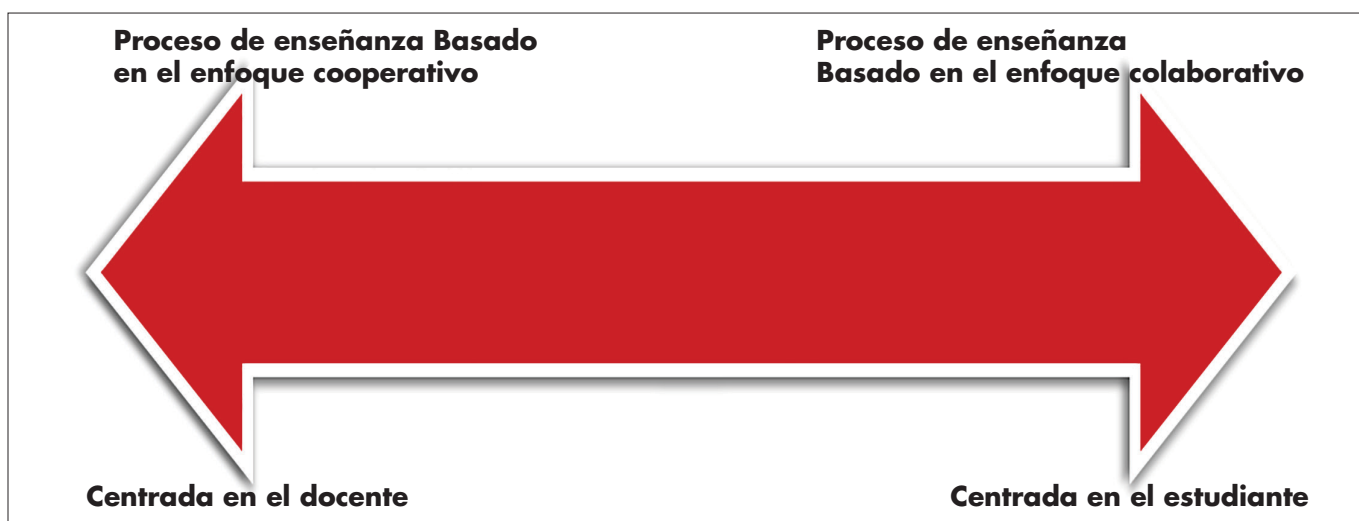 Proceso de enseñanza Basado
en el enfoque cooperativo
Proceso de enseñanza
Basado en el enfoque colaborativo
Centrada en el docente
Centrada en el estudiante